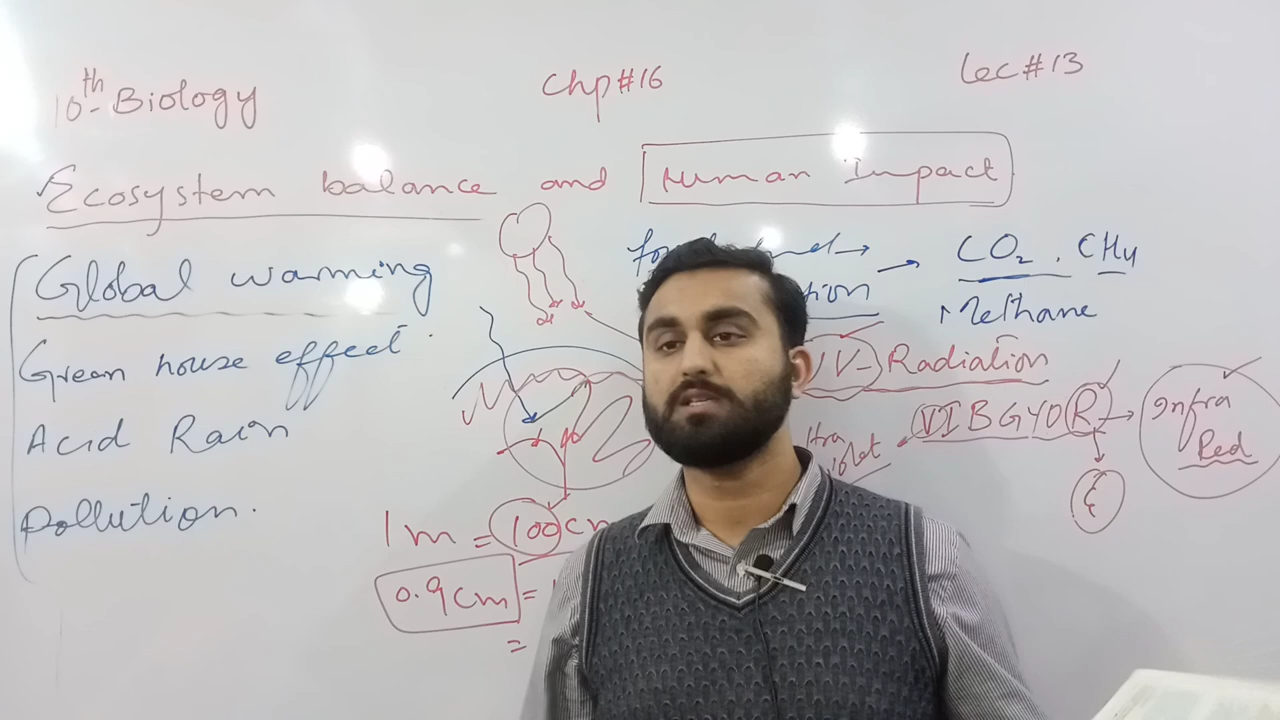 10th Biology
Chp#16
Lec#13
Ecosystem balance and Human Impact
Global warming
Green house effect
Acid Rain
Pollution.
CO2, CH4
Methane
Radiation
VIBGYOR
Infra
Red
1m = 100cm
0.9cm =
=